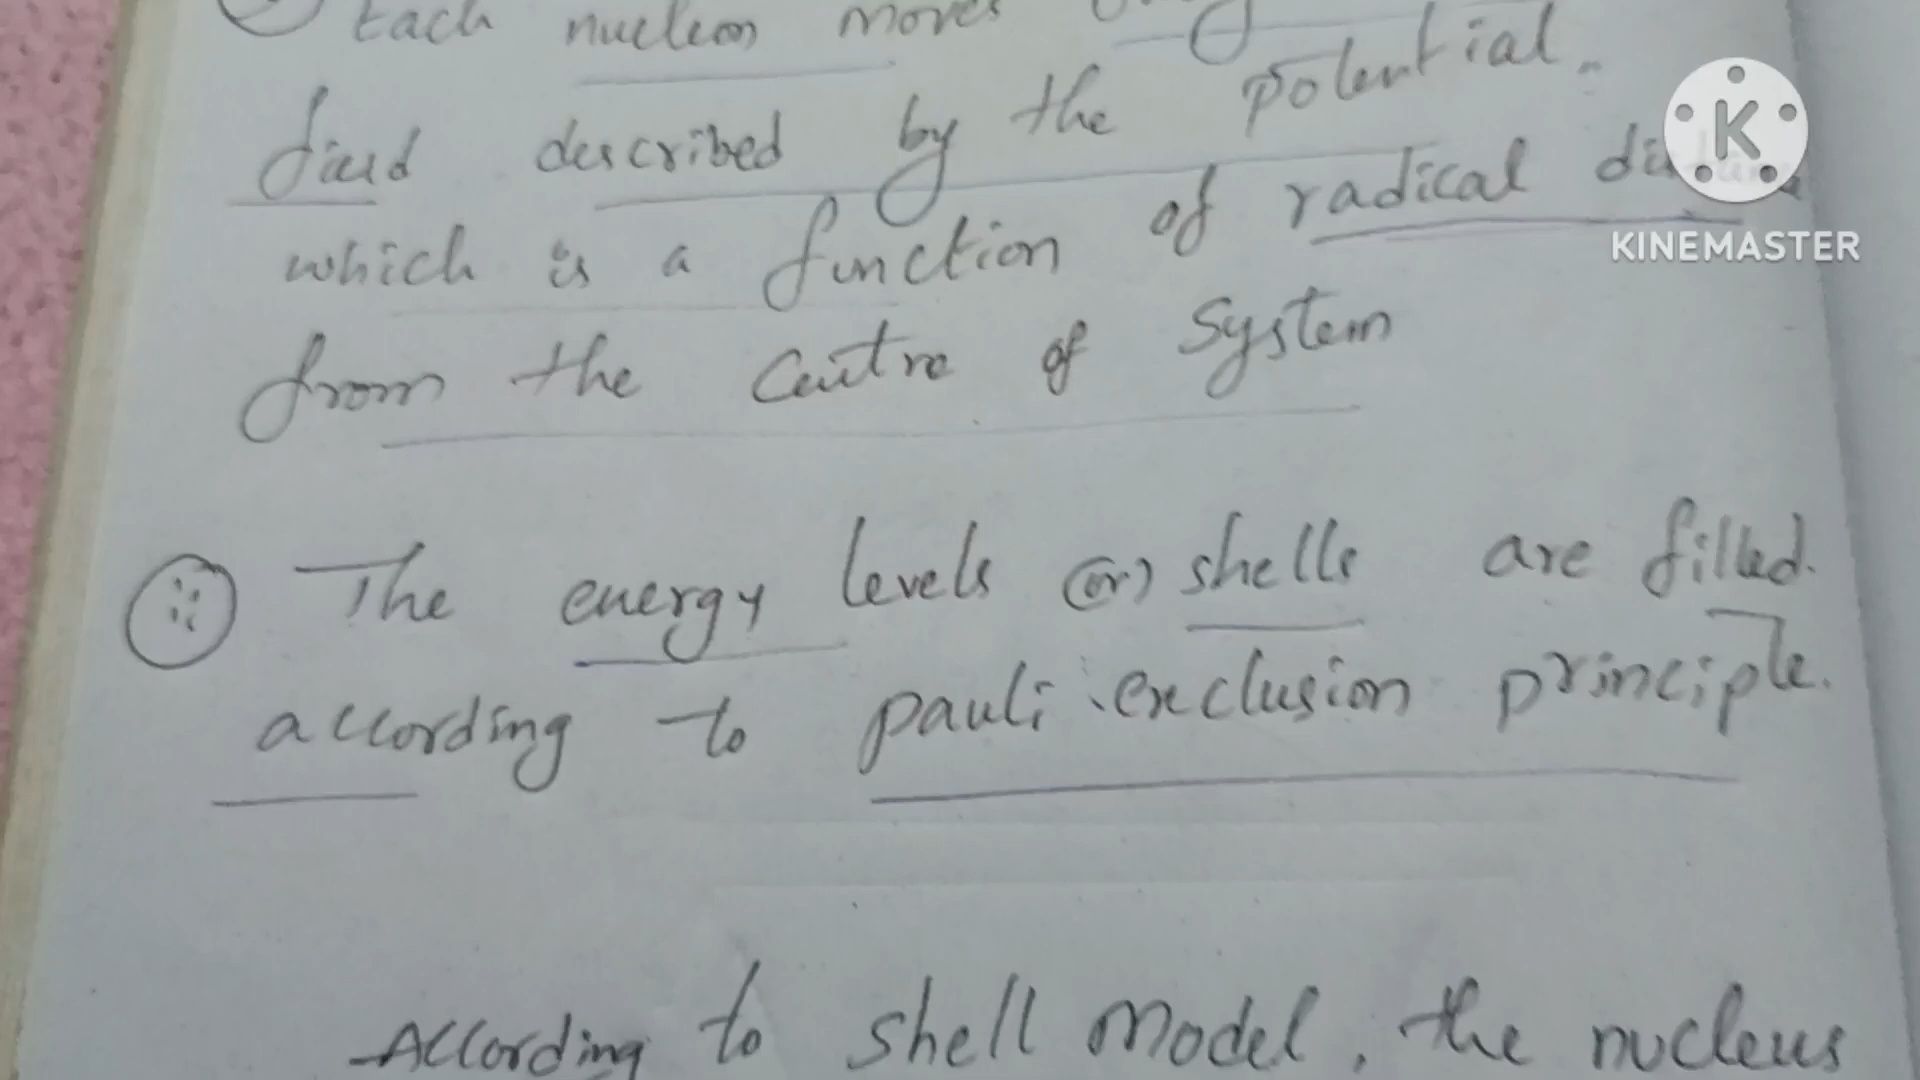 Each nucleon moves
field described by the potential.
which is a function of radical
from the centre of system
ii The energy levels (or) shells are filled.
according to pauli exclusion principle.
According to shell model, the nucleus
K
KINEMASTER